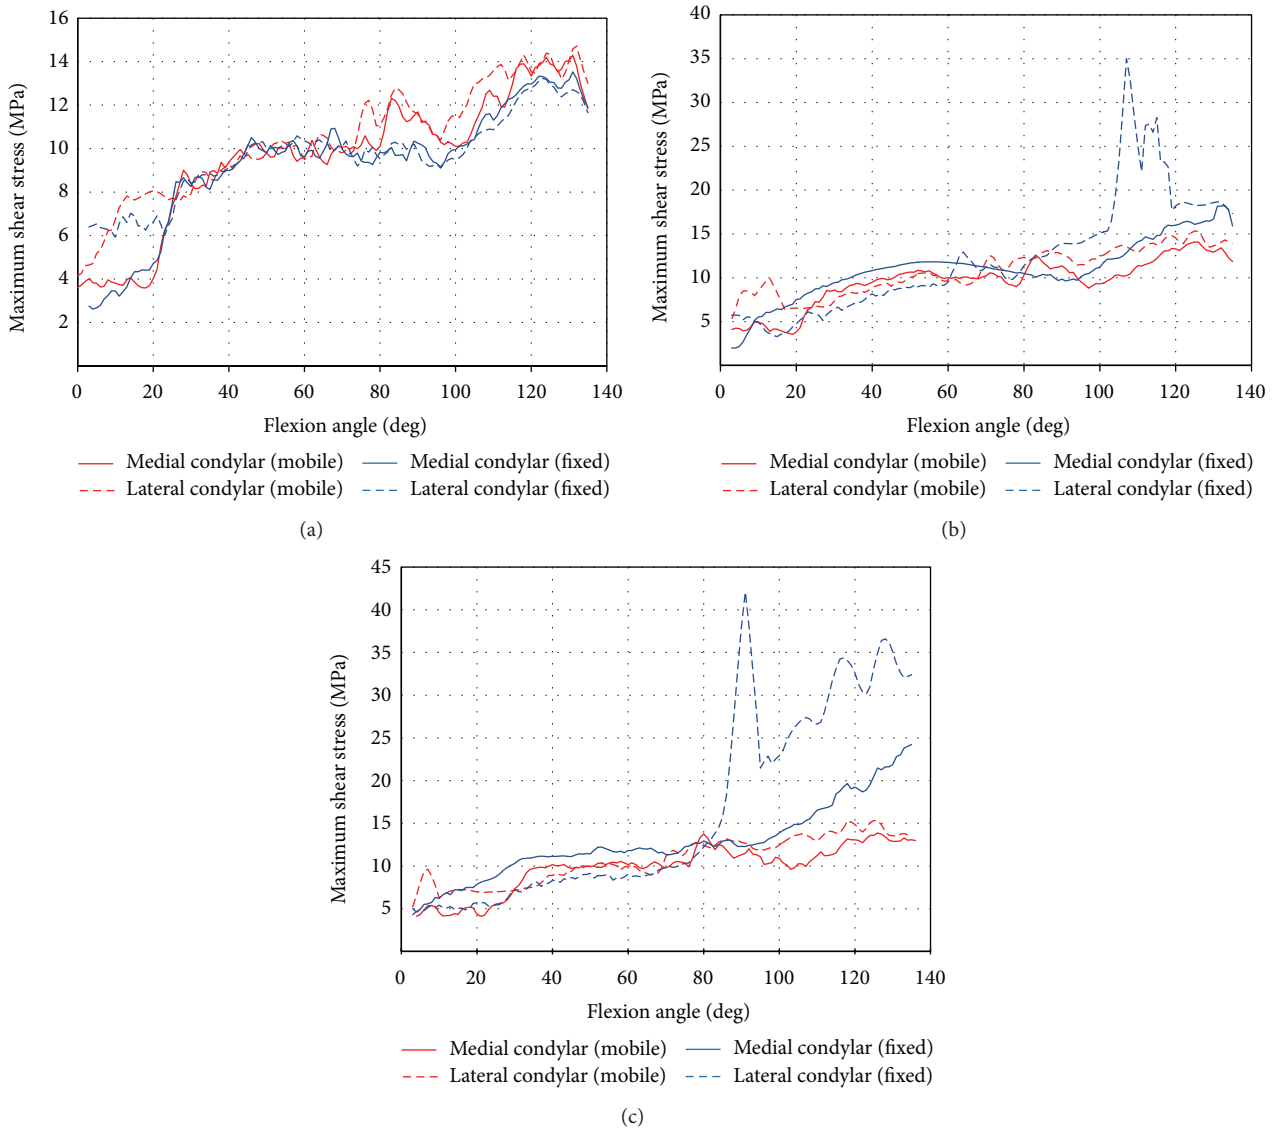 Maximum shear stress (MPa)
16
14
12
10
8
6
4
2
0 20 40 60 80 100 120 140
Flexion angle (deg)
Medial condylar (mobile) Medial condylar (fixed)
Lateral condylar (mobile) Lateral condylar (fixed)
(a)
Maximum shear stress (MPa)
40
35
30
25
20
15
10
5
0 20 40 60 80 100 120 140
Flexion angle (deg)
Medial condylar (mobile) Medial condylar (fixed)
Lateral condylar (mobile) Lateral condylar (fixed)
(b)
Maximum shear stress (MPa)
45
40
35
30
25
20
15
10
5
0 20 40 60 80 100 120 140
Flexion angle (deg)
Medial condylar (mobile) Medial condylar (fixed)
Lateral condylar (mobile) Lateral condylar (fixed)
(c)